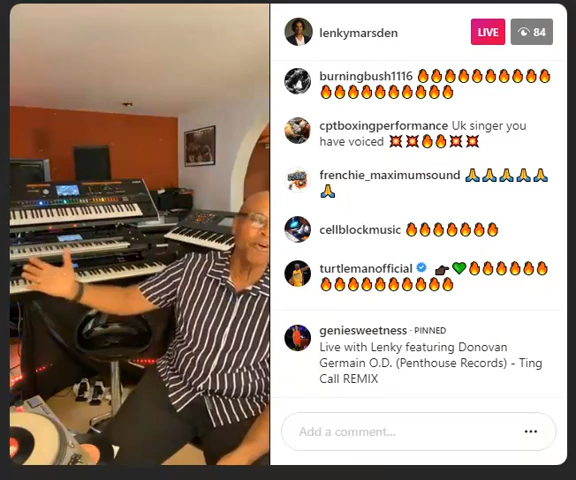 lenkymarsden
LIVE
84
burningbush1116 🔥🔥🔥🔥🔥🔥🔥🔥🔥🔥
🔥🔥🔥🔥🔥🔥🔥🔥🔥🔥
cptboxingperformance Uk singer you
have voiced 💥💥🔥🔥💥💥
frenchie_maximumsound 🙏🙏🙏🙏🙏
🙏
cellblockmusic 🔥🔥🔥🔥🔥🔥🔥
turtlemanofficial 👉🏿💚🔥🔥🔥🔥🔥🔥
🔥🔥🔥🔥🔥🔥🔥🔥🔥🔥
geniesweetness · PINNED
Live with Lenky featuring Donovan
Germain O.D. (Penthouse Records) - Ting
Call REMIX
Add a comment...